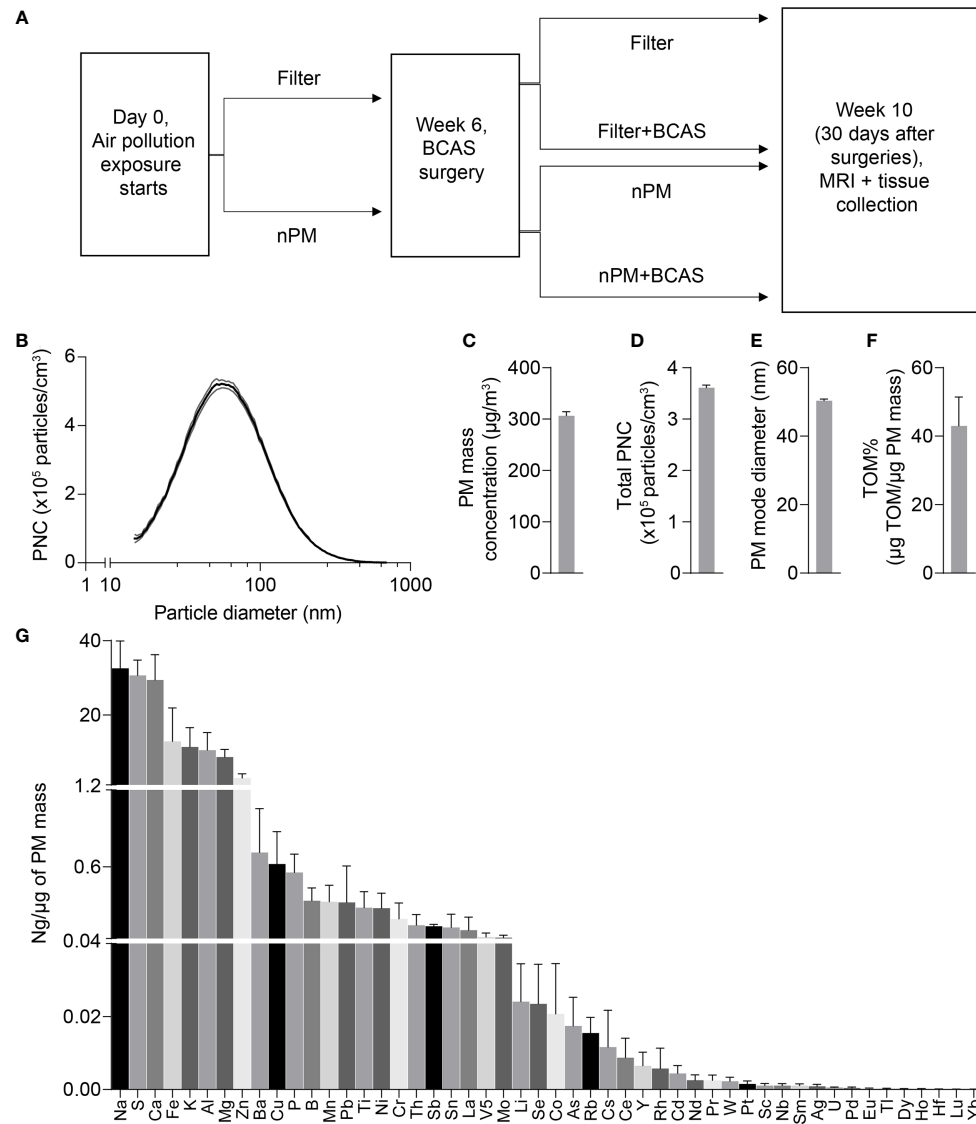 A
Day 0,
Air pollution
exposure
starts
Filter
nPM
Week 6,
BCAS
surgery
Filter
Filter+BCAS
nPM
nPM+BCAS
Week 10
(30 days after
surgeries),
MRI + tissue
collection
B
PNC (x10⁵ particles/cm³)
6
4
2
0
1 10 100 1000
Particle diameter (nm)
C
PM mass
concentration (µg/m³)
400
300
200
100
0
D
Total PNC
(x10⁵ particles/cm³)
4
3
2
1
0
E
PM mode diameter (nm)
60
40
20
0
F
TOM%
(µg TOM/µg PM mass)
60
40
20
0
G
Ng/µg of PM mass
40
20
1.2
0.6
0.04
0.02
0.00
Na S Ca Fe K Al Mg Zn Ba Cu P B Mn Pb Ti Ni Cr Th Sb Sn La V5 Mo Li Se Co As Rb Cs Ce Y Rh Cd Nd Pr W Pt Sc Nb Sm Ag U Pd Eu Tl Dy Ho Hf Lu Yb